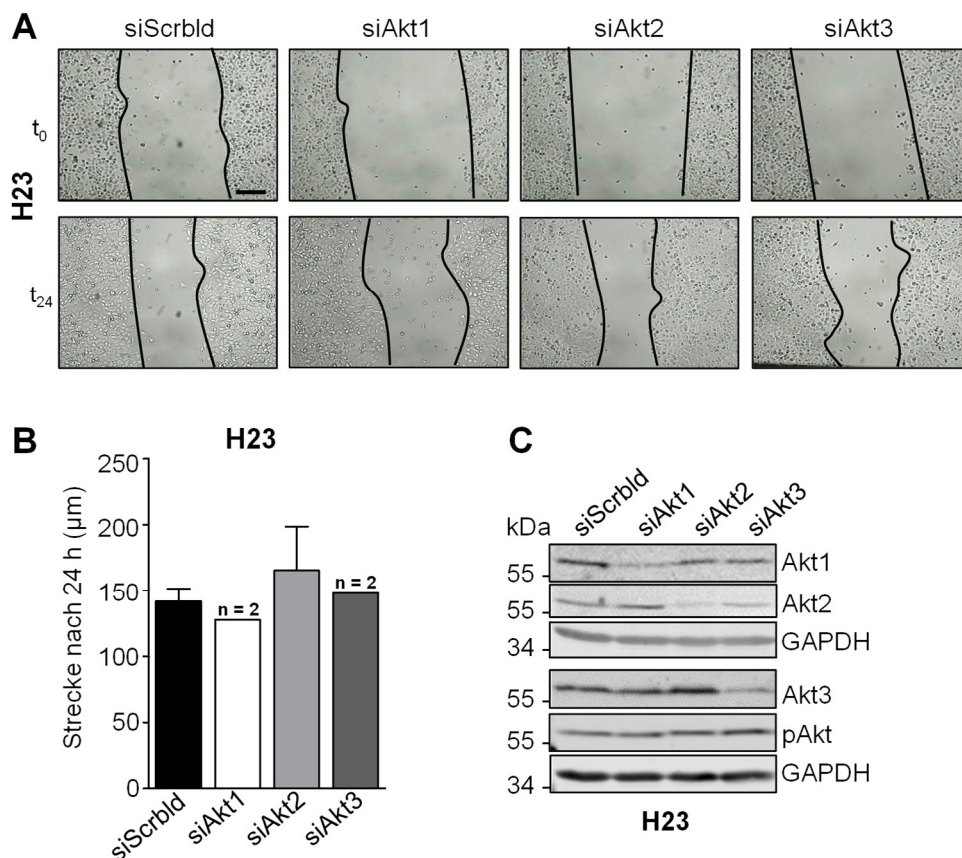 A
siScrbld siAkt1 siAkt2 siAkt3
t0
H23
t24
B
H23
Strecke nach 24 h (µm)
250
200
150
100
50
0
n = 2
n = 2
siScrbld siAkt1 siAkt2 siAkt3
C
kDa siScrbld siAkt1 siAkt2 siAkt3
55 Akt1
55 Akt2
34 GAPDH
55 Akt3
55 pAkt
34 GAPDH
H23